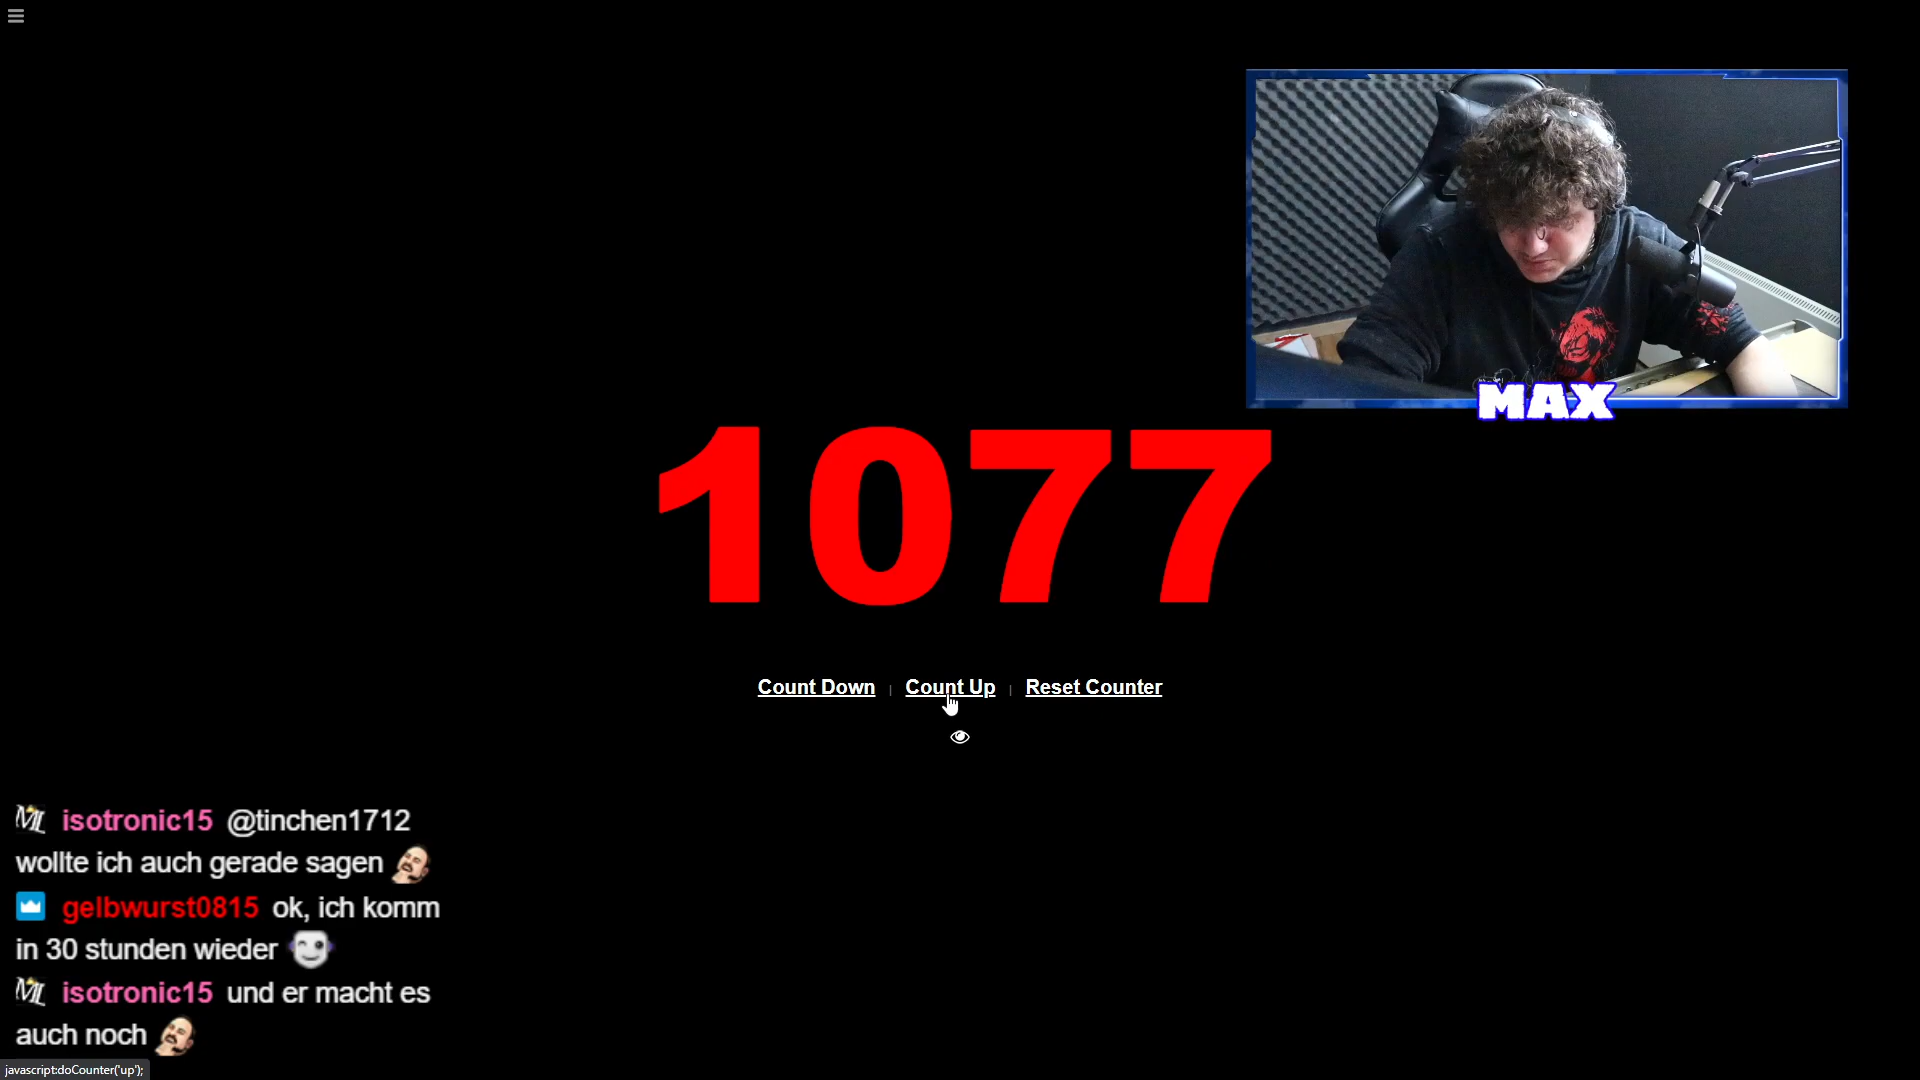 MAX
1077
Count Down | Count Up | Reset Counter
isotronic15 @tinchen1712
wollte ich auch gerade sagen
gelbwurst0815 ok, ich komm
in 30 stunden wieder
isotronic15 und er macht es
auch noch
javascript:doCounter('up');